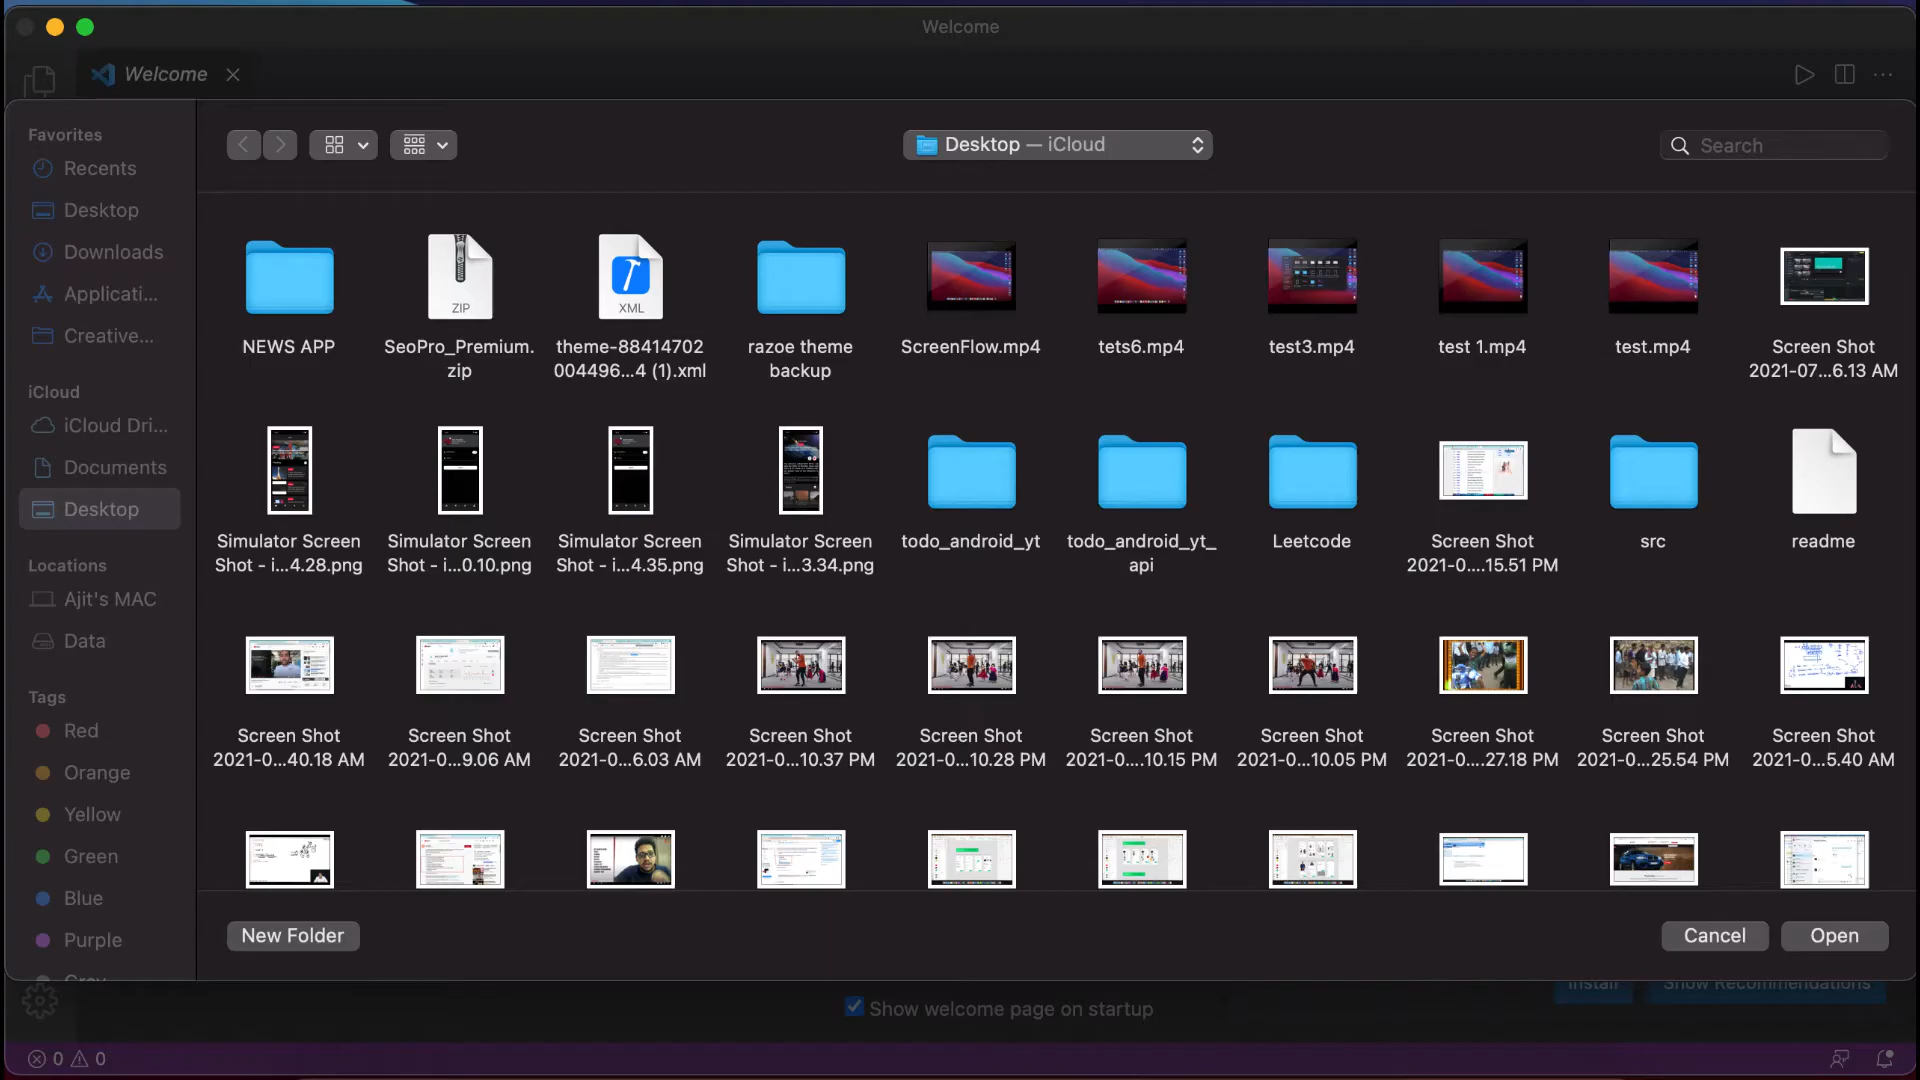 Welcome
Welcome
Favorites
Recents
Desktop
Downloads
Applicati...
Creative...
iCloud
iCloud Dri...
Documents
Desktop
Locations
Ajit's MAC
Data
Tags
Red
Orange
Yellow
Green
Blue
Purple
Gray
Desktop — iCloud
Search
ZIP
XML
NEWS APP
SeoPro_Premium.
zip
theme-88414702
004496...4 (1).xml
razoe theme
backup
ScreenFlow.mp4
tets6.mp4
test3.mp4
test 1.mp4
test.mp4
Screen Shot
2021-07...6.13 AM
Simulator Screen
Shot - i...4.28.png
Simulator Screen
Shot - i...0.10.png
Simulator Screen
Shot - i...4.35.png
Simulator Screen
Shot - i...3.34.png
todo_android_yt
todo_android_yt_
api
Leetcode
Screen Shot
2021-0....15.51 PM
src
readme
Screen Shot
2021-0...40.18 AM
Screen Shot
2021-0...9.06 AM
Screen Shot
2021-0...6.03 AM
Screen Shot
2021-0...10.37 PM
Screen Shot
2021-0...10.28 PM
Screen Shot
2021-0....10.15 PM
Screen Shot
2021-0...10.05 PM
Screen Shot
2021-0....27.18 PM
Screen Shot
2021-0...25.54 PM
Screen Shot
2021-0...5.40 AM
New Folder
Cancel
Open
Install
Show Recommendations
Show welcome page on startup
0
0